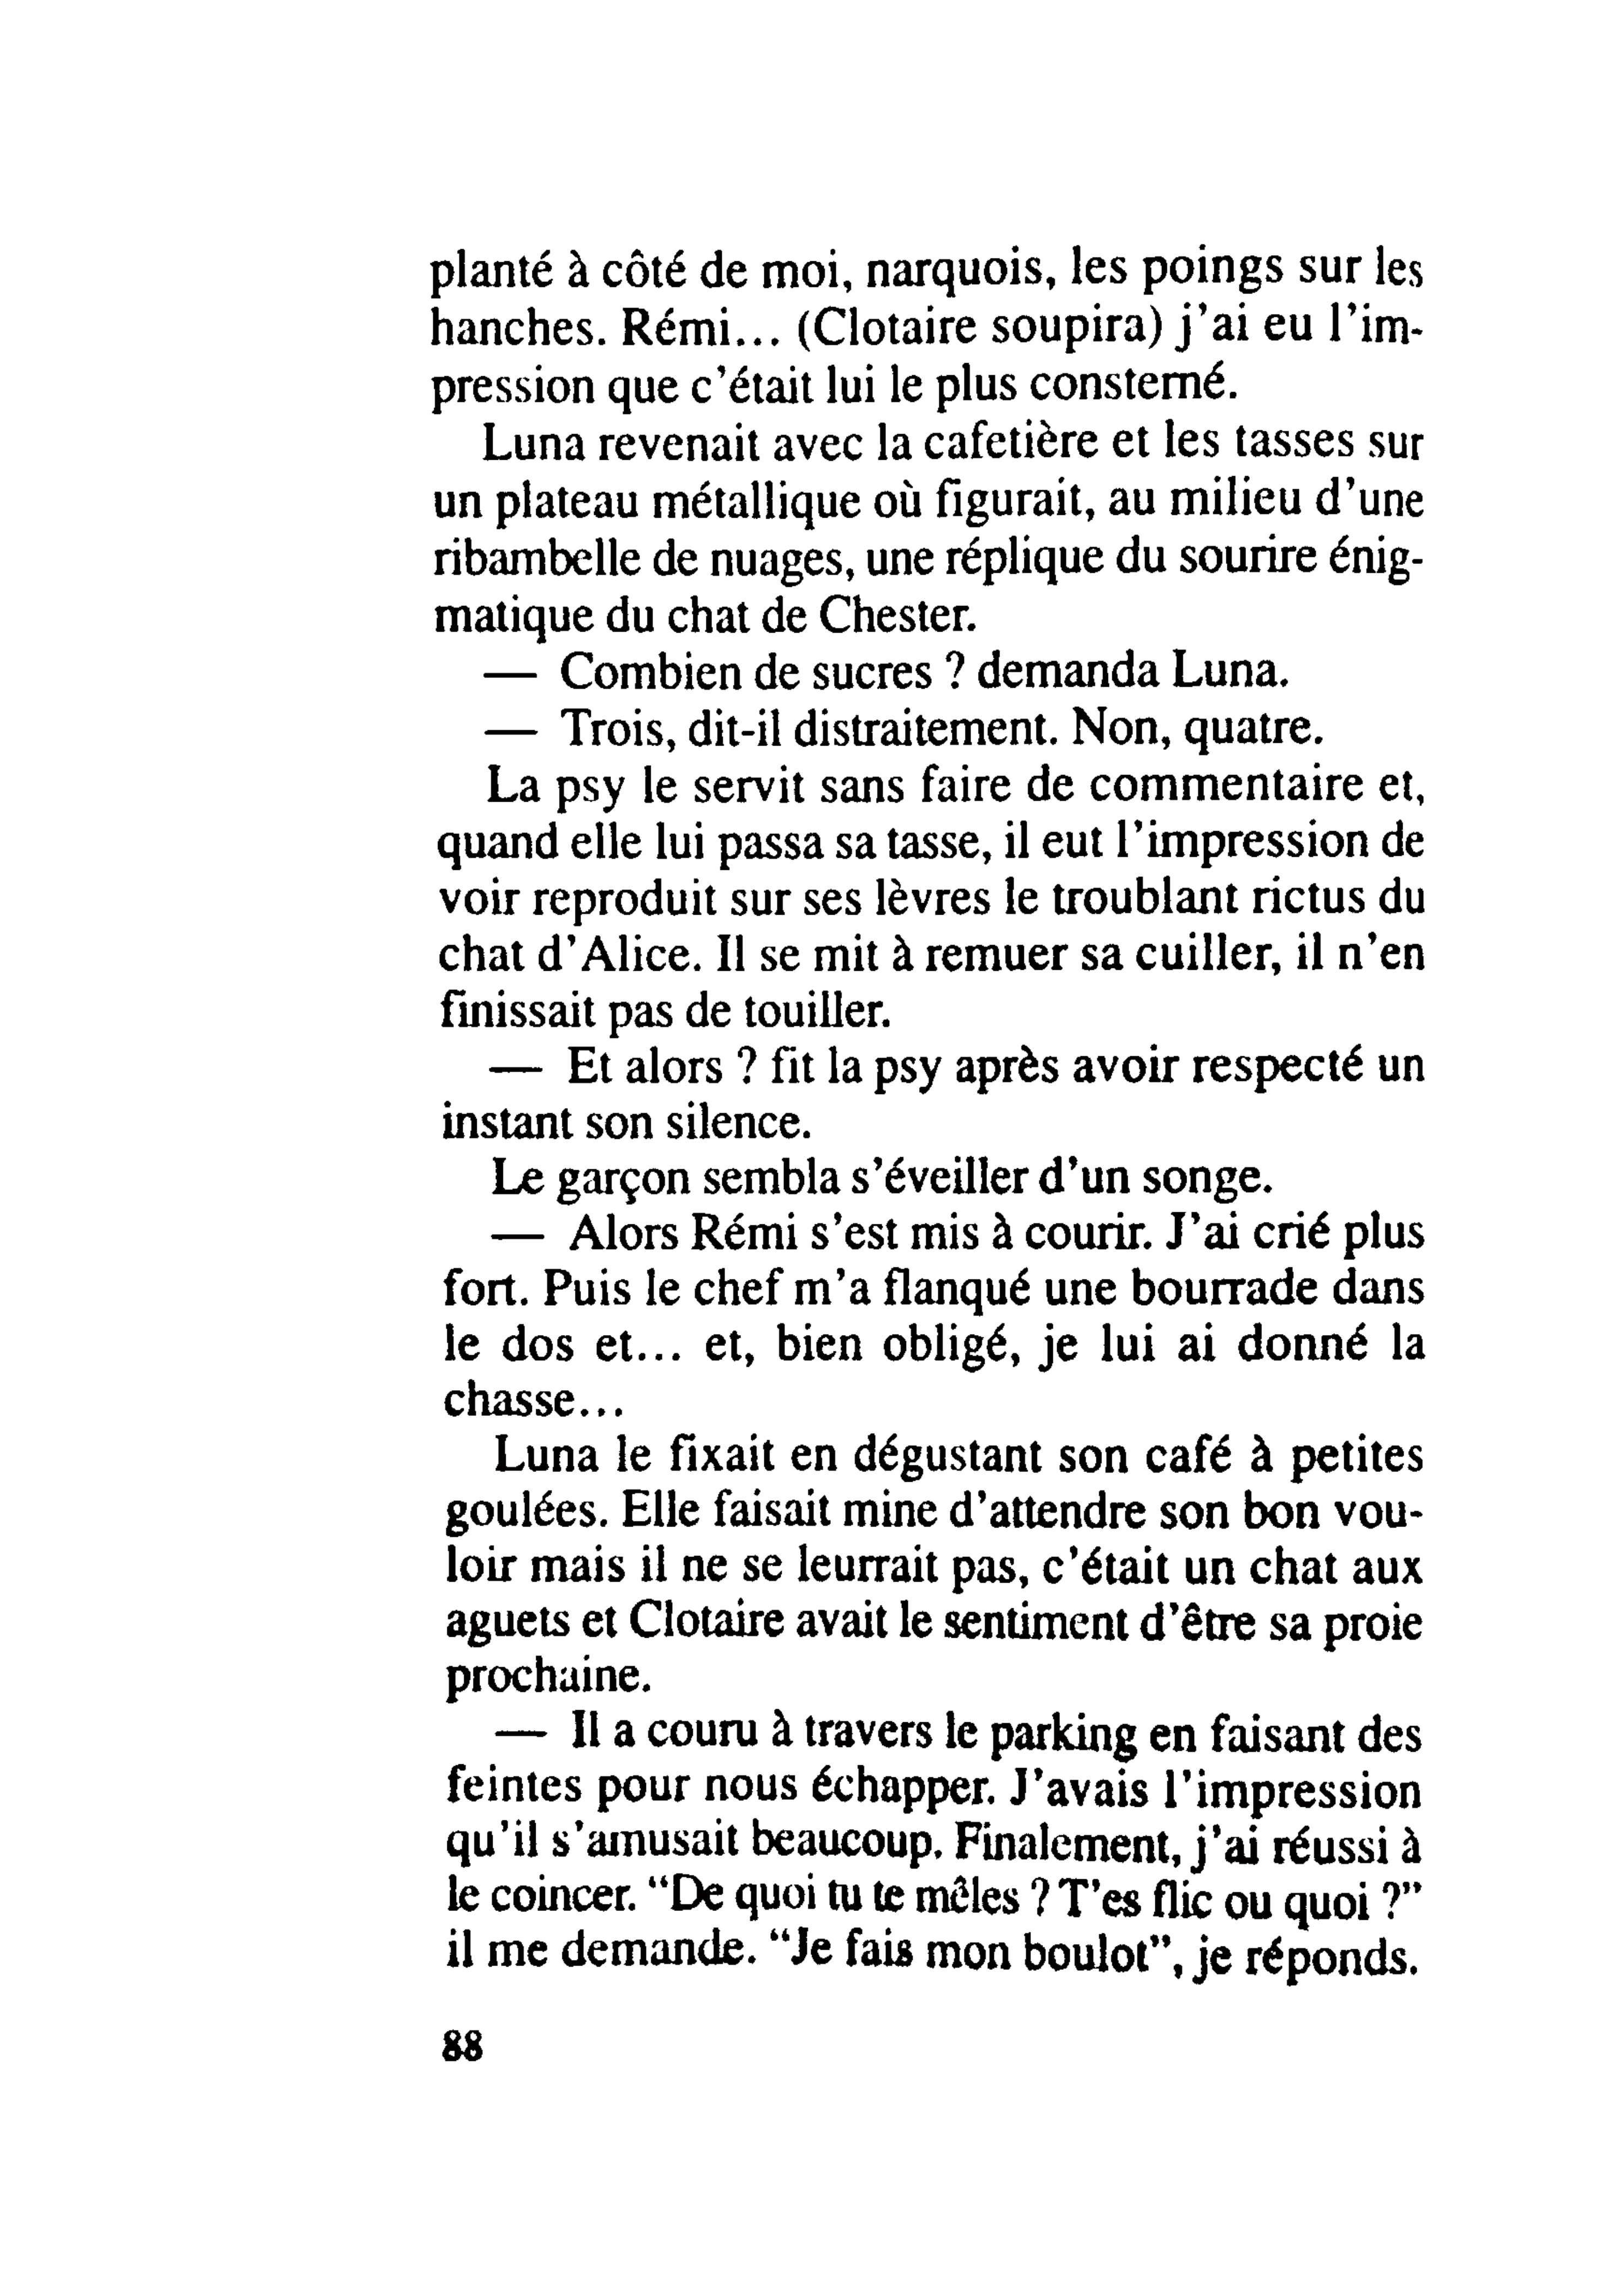 planté à côté de moi, narquois, les poings sur les
hanches. Rémi... (Clotaire soupira) j'ai eu l'im-
pression que c'était lui le plus consterné.
Luna revenait avec la cafetière et les tasses sur
un plateau métallique où figurait, au milieu d'une
ribambelle de nuages, une réplique du sourire énig-
matique du chat de Chester.
— Combien de sucres ? demanda Luna.
— Trois, dit-il distraitement. Non, quatre.
La psy le servit sans faire de commentaire et,
quand elle lui passa sa tasse, il eut l'impression de
voir reproduit sur ses lèvres le troublant rictus du
chat d'Alice. Il se mit à remuer sa cuiller, il n'en
finissait pas de touiller.
— Et alors ? fit la psy après avoir respecté un
instant son silence.
Le garçon sembla s'éveiller d'un songe.
— Alors Rémi s'est mis à courir. J'ai crié plus
fort. Puis le chef m'a flanqué une bourrade dans
le dos et... et, bien obligé, je lui ai donné la
chasse...
Luna le fixait en dégustant son café à petites
goulées. Elle faisait mine d'attendre son bon vou-
loir mais il ne se leurrait pas, c'était un chat aux
aguets et Clotaire avait le sentiment d'être sa proie
prochaine.
— Il a couru à travers le parking en faisant des
feintes pour nous échapper. J'avais l'impression
qu'il s'amusait beaucoup. Finalement, j'ai réussi à
le coincer. “De quoi tu te mêles ? T'es flic ou quoi ?”
il me demande. “Je fais mon boulot”, je réponds.
88